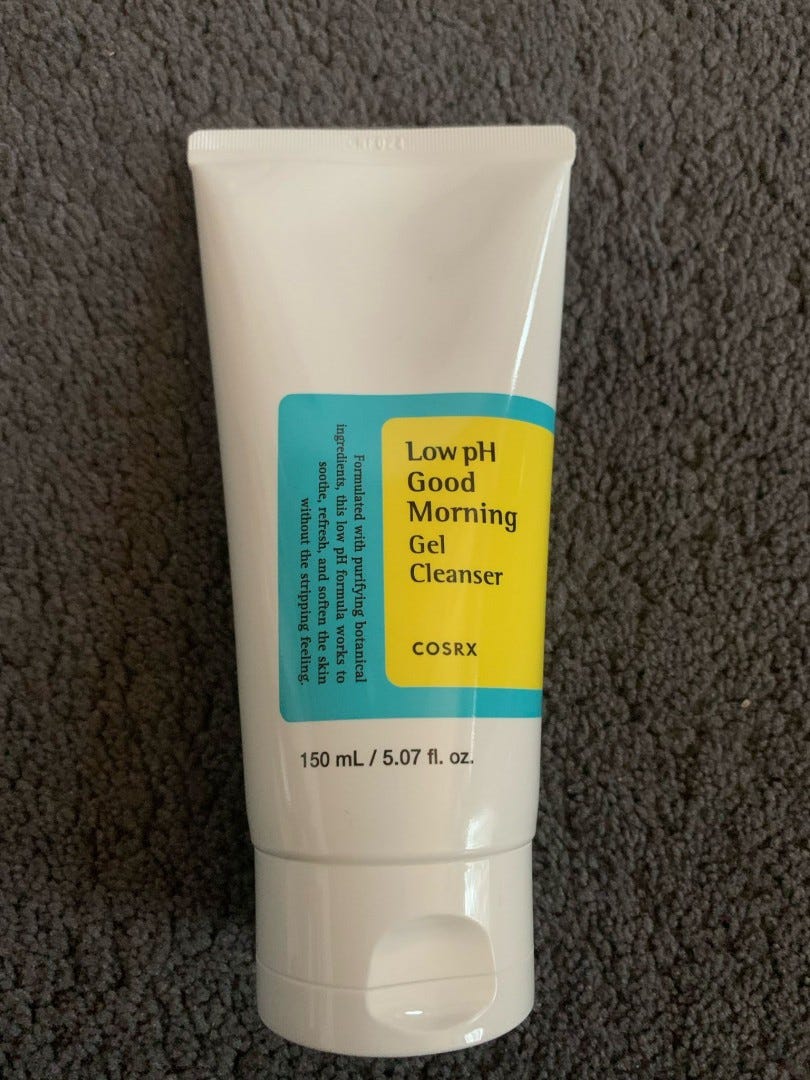 Low pH
Good
Morning
Gel
Cleanser
COSRX
Formulated with purifying botanical
ingredients, this low pH formula works to
soothe, refresh, and soften the skin
without the stripping feeling.
150 mL / 5.07 fl. oz.